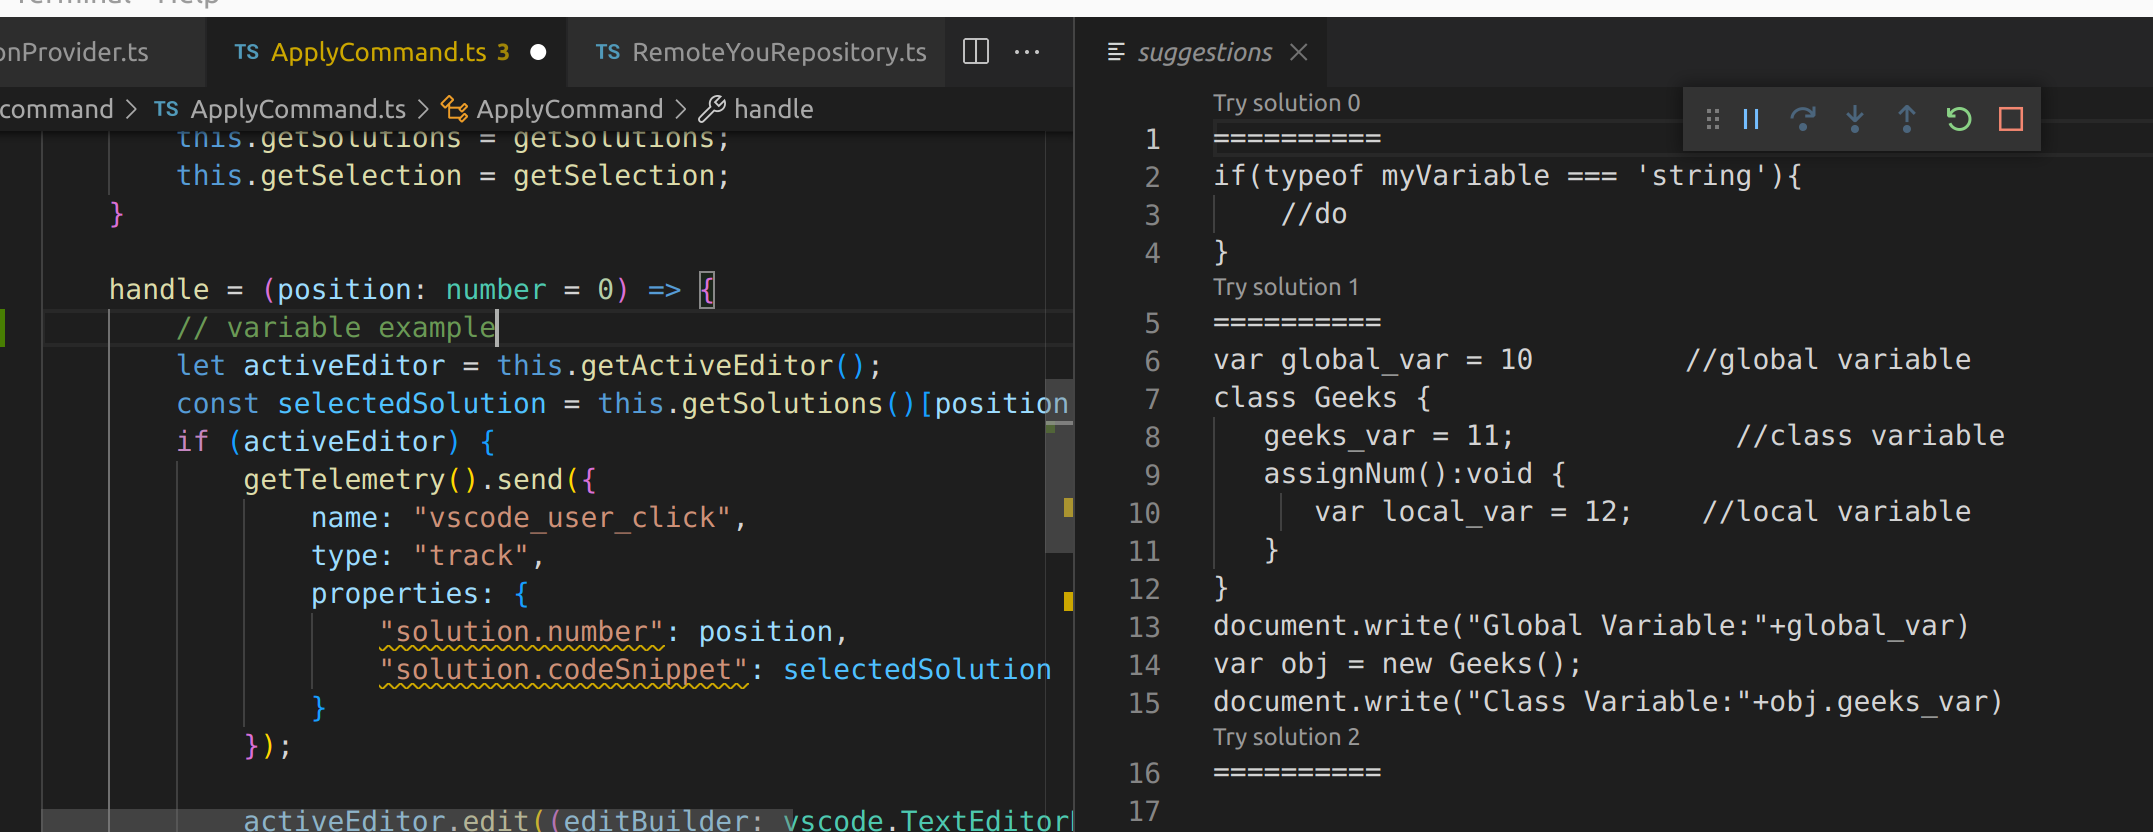 Terminal Help
onProvider.ts
TS ApplyCommand.ts 3
TS RemoteYouRepository.ts
command > TS ApplyCommand.ts > ApplyCommand > handle
this.getSolutions = getSolutions;
this.getSelection = getSelection;
}
handle = (position: number = 0) => {
// variable example
let activeEditor = this.getActiveEditor();
const selectedSolution = this.getSolutions()[position
if (activeEditor) {
getTelemetry().send({
name: "vscode_user_click",
type: "track",
properties: {
"solution.number": position,
"solution.codeSnippet": selectedSolution
}
});
activeEditor.edit((editBuilder: vscode.TextEditor
suggestions
Try solution 0
1 ==========
2 if(typeof myVariable === 'string'){
3 //do
4 }
Try solution 1
5 ==========
6 var global_var = 10 //global variable
7 class Geeks {
8 geeks_var = 11; //class variable
9 assignNum():void {
10 var local_var = 12; //local variable
11 }
12 }
13 document.write("Global Variable:"+global_var)
14 var obj = new Geeks();
15 document.write("Class Variable:"+obj.geeks_var)
Try solution 2
16 ==========
17